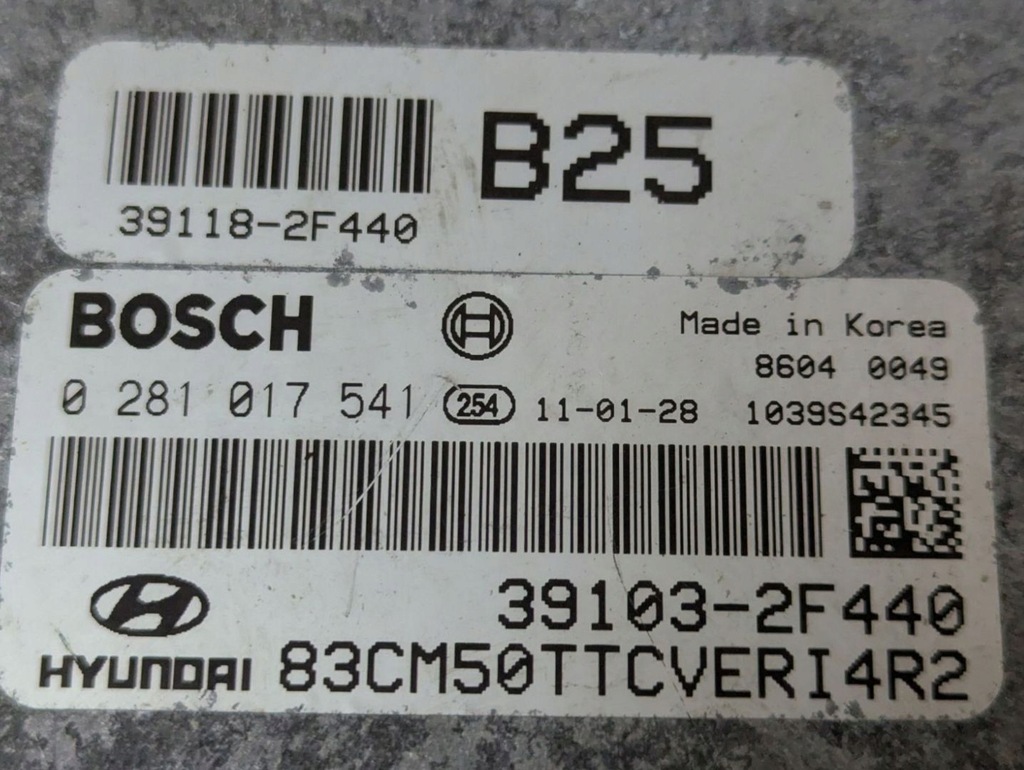 B25
39118-2F440
BOSCH
Made in Korea
8604 0049
0 281 017 541 254 11-01-28 1039S42345
39103-2F440
HYUNDAI 83CM50TTCVERI4R2